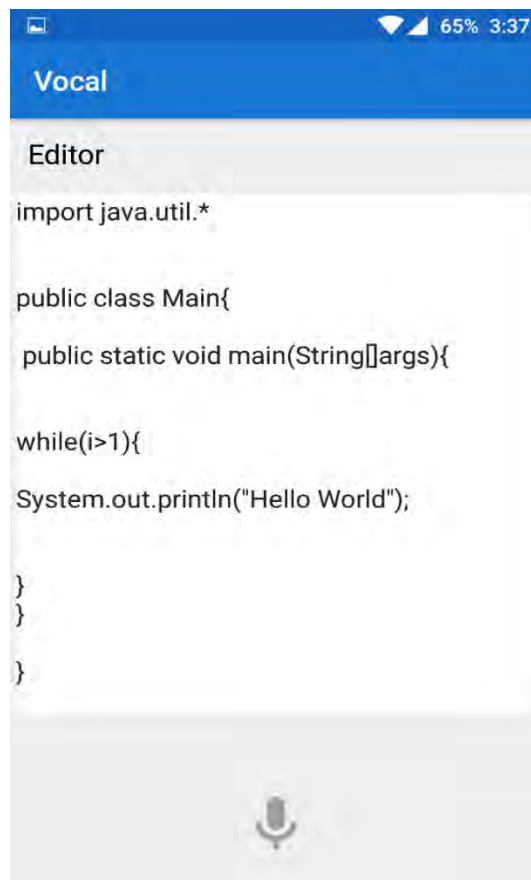 65% 3:37
Vocal
Editor
import java.util.*
public class Main{
public static void main(String[]args){
while(i>1){
System.out.println("Hello World");
}
}
}